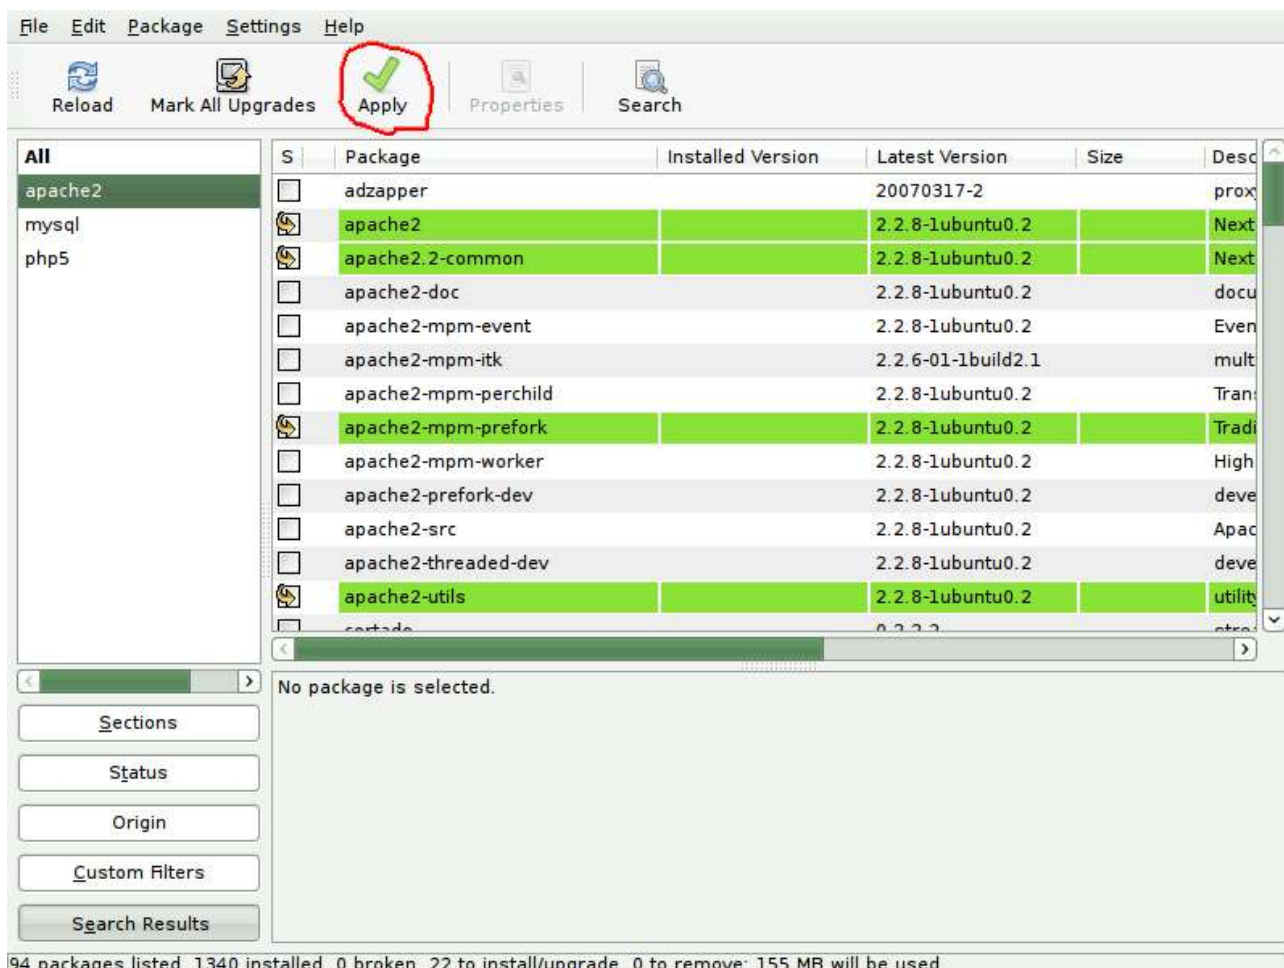 File Edit Package Settings Help
Reload Mark All Upgrades Apply Properties Search
All
apache2
mysql
php5
S Package Installed Version Latest Version Size Desc
adzapper 20070317-2 proxy
apache2 2.2.8-1ubuntu0.2 Next
apache2.2-common 2.2.8-1ubuntu0.2 Next
apache2-doc 2.2.8-1ubuntu0.2 docu
apache2-mpm-event 2.2.8-1ubuntu0.2 Even
apache2-mpm-itk 2.2.6-01-1build2.1 mult
apache2-mpm-perchild 2.2.8-1ubuntu0.2 Trans
apache2-mpm-prefork 2.2.8-1ubuntu0.2 Tradi
apache2-mpm-worker 2.2.8-1ubuntu0.2 High
apache2-prefork-dev 2.2.8-1ubuntu0.2 deve
apache2-src 2.2.8-1ubuntu0.2 Apac
apache2-threaded-dev 2.2.8-1ubuntu0.2 deve
apache2-utils 2.2.8-1ubuntu0.2 utility
No package is selected.
Sections
Status
Origin
Custom Filters
Search Results
94 packages listed, 1340 installed, 0 broken, 22 to install/upgrade, 0 to remove; 155 MB will be used